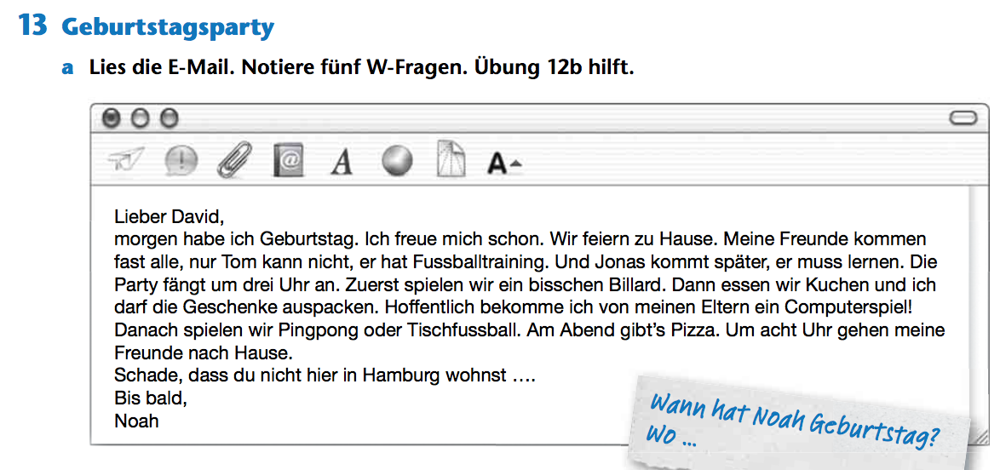 13 Geburtstagsparty
a Lies die E-Mail. Notiere fünf W-Fragen. Übung 12b hilft.
@ A A
Lieber David,
morgen habe ich Geburtstag. Ich freue mich schon. Wir feiern zu Hause. Meine Freunde kommen
fast alle, nur Tom kann nicht, er hat Fussballtraining. Und Jonas kommt später, er muss lernen. Die
Party fängt um drei Uhr an. Zuerst spielen wir ein bisschen Billard. Dann essen wir Kuchen und ich
darf die Geschenke auspacken. Hoffentlich bekomme ich von meinen Eltern ein Computerspiel!
Danach spielen wir Pingpong oder Tischfussball. Am Abend gibt’s Pizza. Um acht Uhr gehen meine
Freunde nach Hause.
Schade, dass du nicht hier in Hamburg wohnst ….
Bis bald,
Noah
Wann hat Noah Geburtstag?
Wo ...